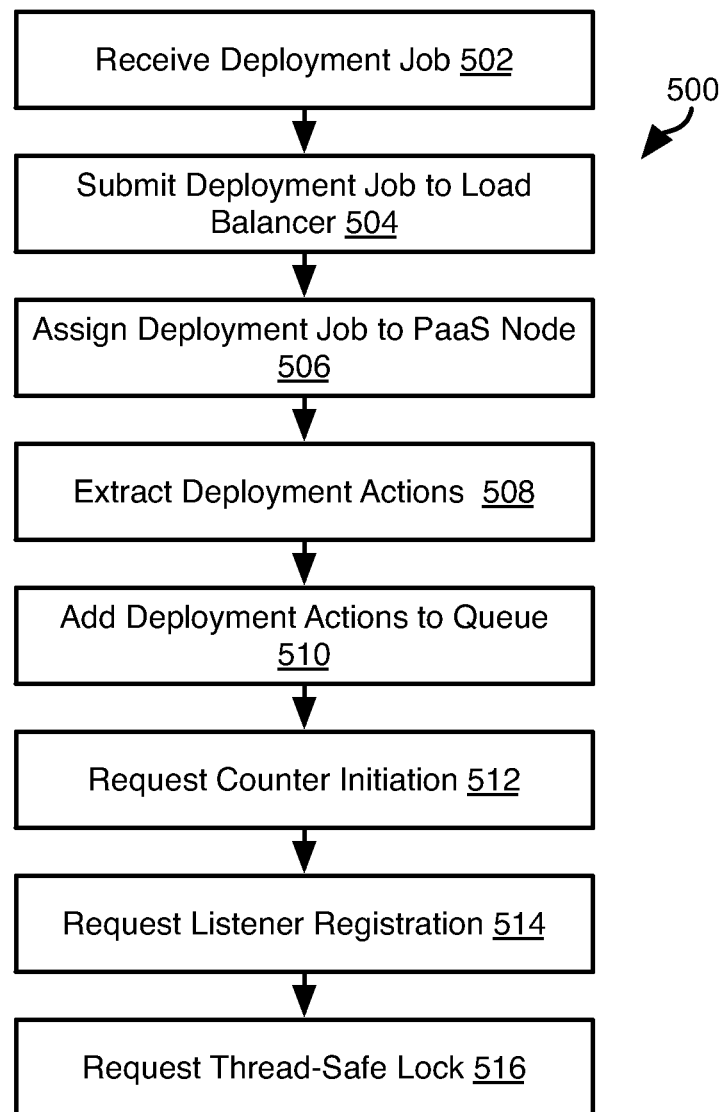 Receive Deployment Job 502
500
Submit Deployment Job to Load
Balancer 504
Assign Deployment Job to PaaS Node
506
Extract Deployment Actions 508
Add Deployment Actions to Queue
510
Request Counter Initiation 512
Request Listener Registration 514
Request Thread-Safe Lock 516